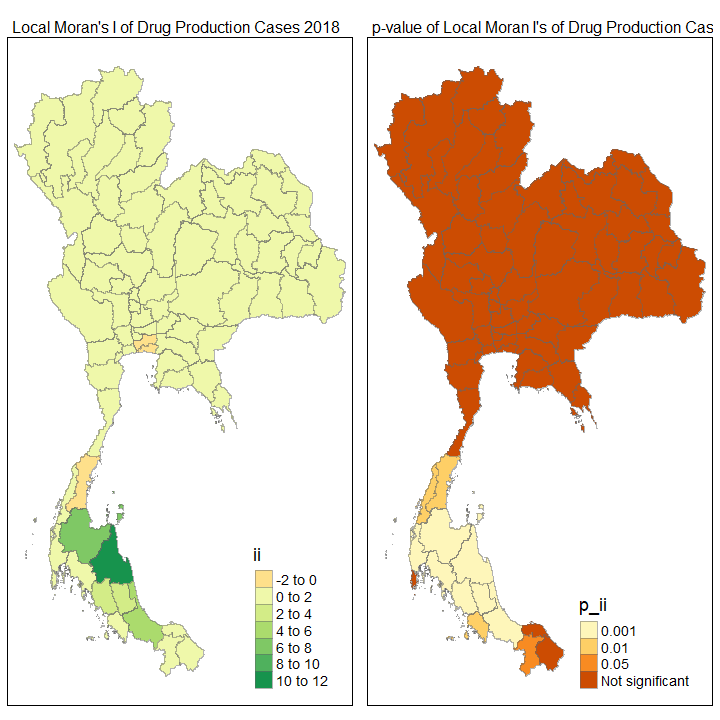 Local Moran's I of Drug Production Cases 2018
ii
-2 to 0
0 to 2
2 to 4
4 to 6
6 to 8
8 to 10
10 to 12
p-value of Local Moran I's of Drug Production Cas
p_ii
0.001
0.01
0.05
Not significant